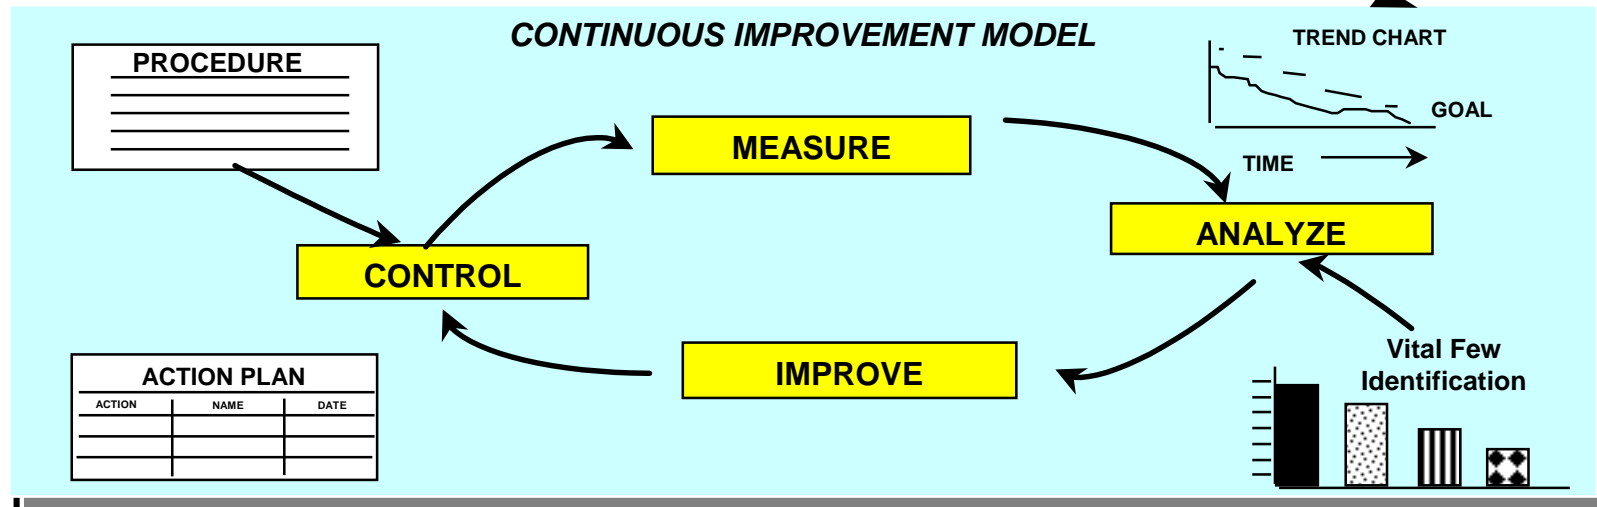 CONTINUOUS IMPROVEMENT MODEL
PROCEDURE
TREND CHART
GOAL
TIME
MEASURE
ANALYZE
CONTROL
IMPROVE
Vital Few
Identification
ACTION PLAN
ACTION NAME DATE